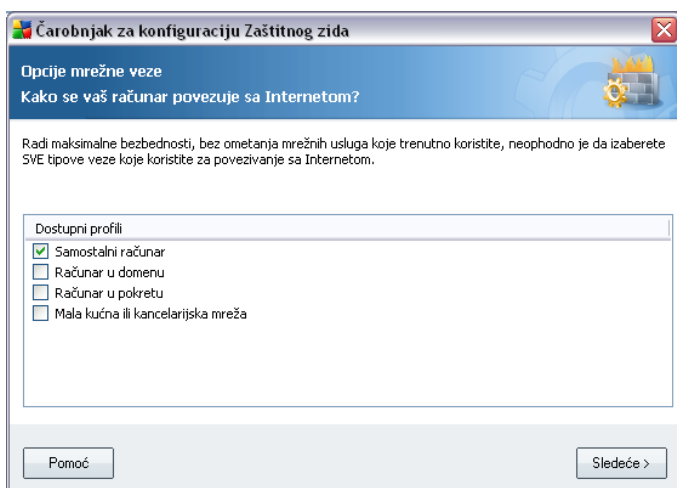 Čarobnjak za konfiguraciju Zaštitnog zida
Opcije mrežne veze
Kako se vaš računar povezuje sa Internetom?
Radi maksimalne bezbednosti, bez ometanja mrežnih usluga koje trenutno koristite, neophodno je da izaberete
SVE tipove veze koje koristite za povezivanje sa Internetom.
Dostupni profili
Samostalni računar
Računar u domenu
Računar u pokretu
Mala kućna ili kancelarijska mreža
Pomoć
Sledeće >